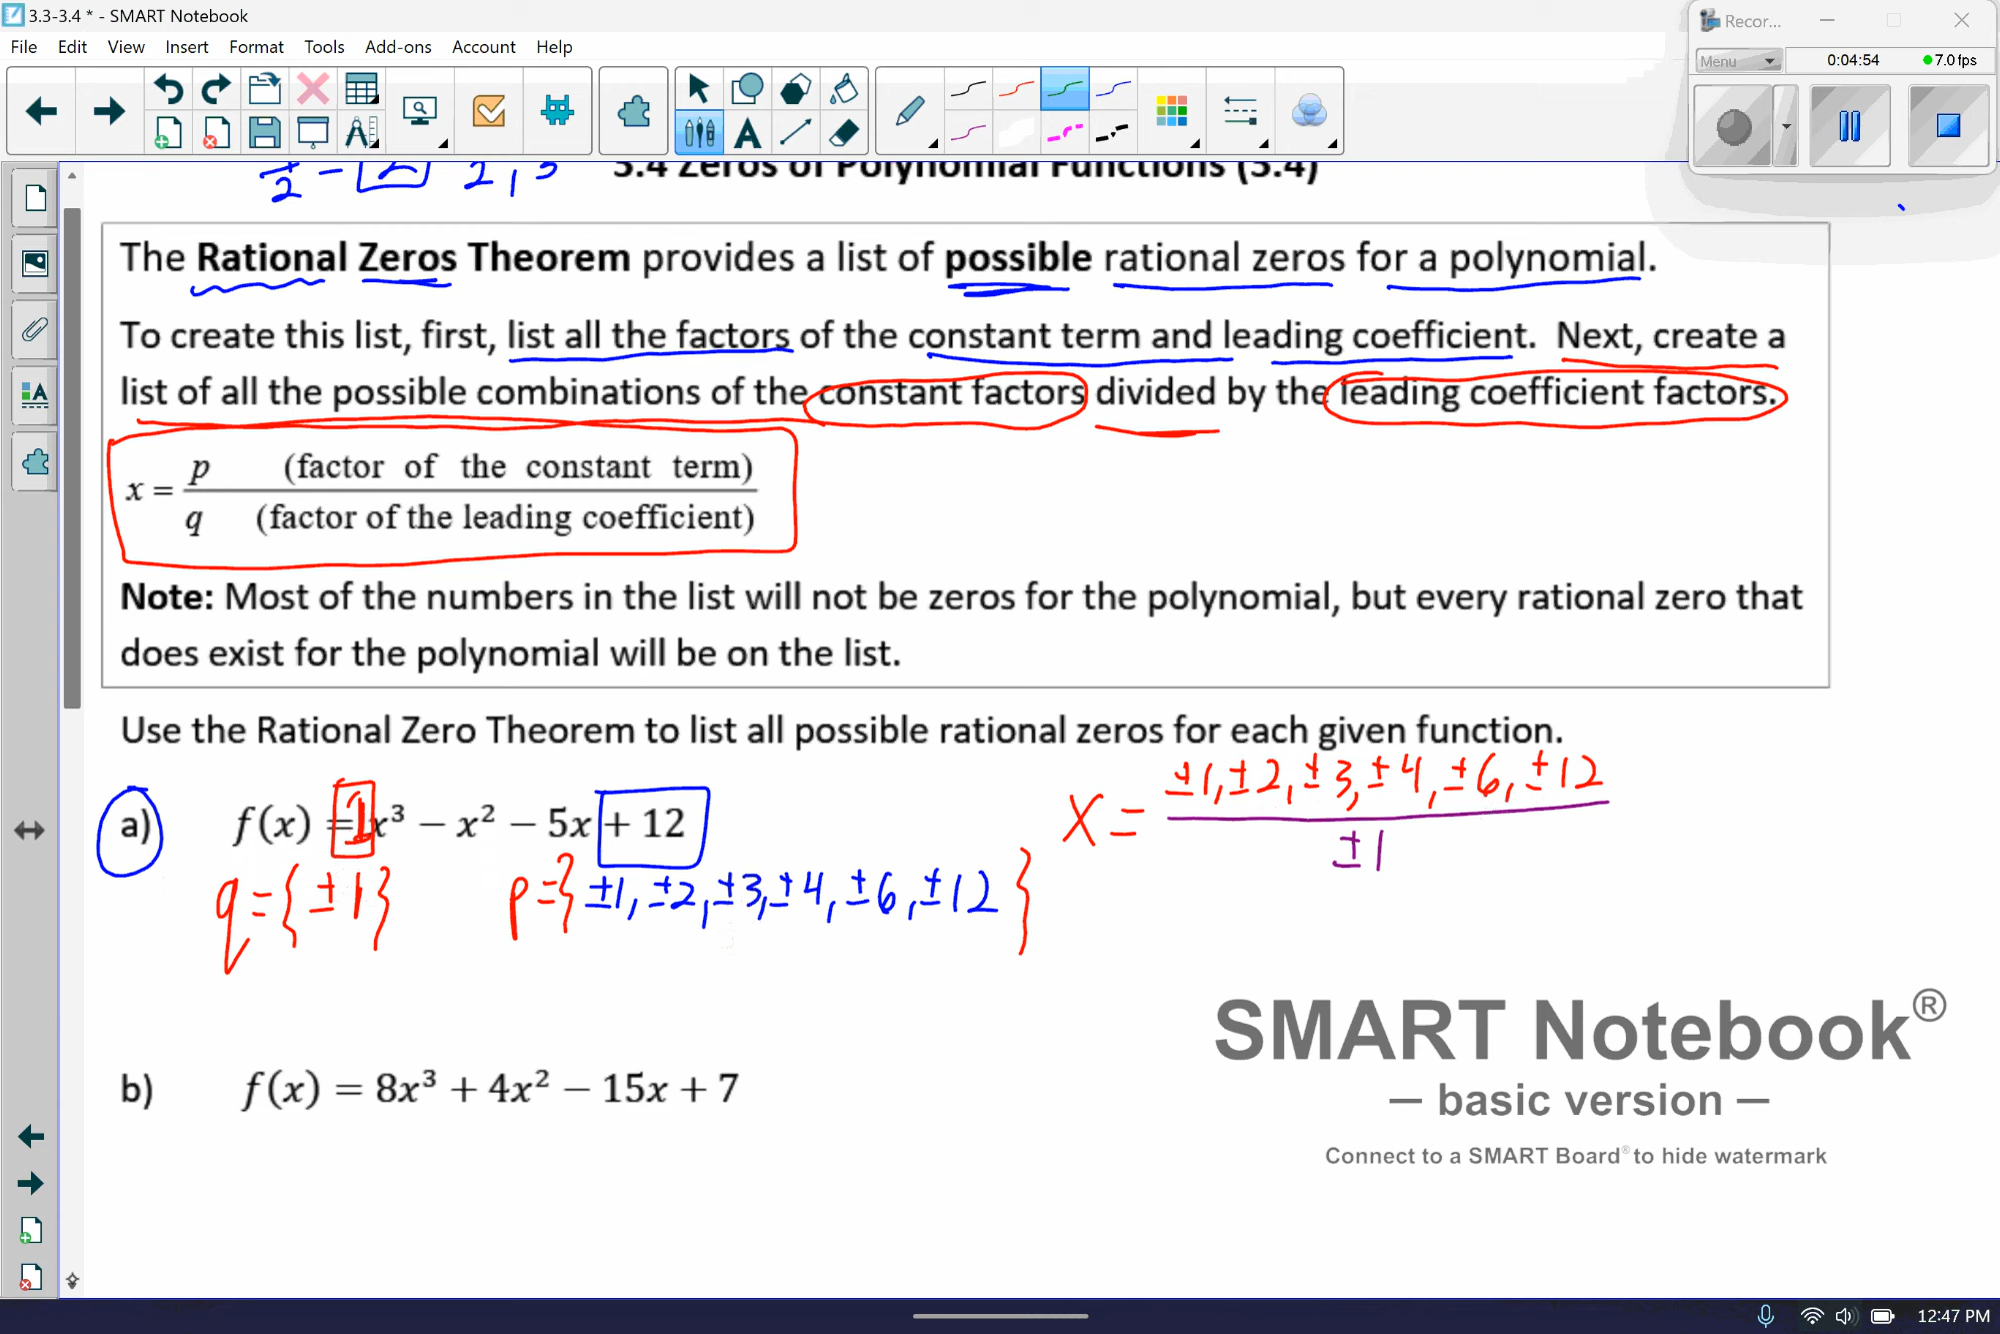 3.3-3.4 * - SMART Notebook
File Edit View Insert Format Tools Add-ons Account Help
Recor...
Menu 0:04:54 7.0 fps
2 2, 3 3.4 Zeros of Polynomial Functions (3.4)
The Rational Zeros Theorem provides a list of possible rational zeros for a polynomial.
To create this list, first, list all the factors of the constant term and leading coefficient. Next, create a
list of all the possible combinations of the constant factors divided by the leading coefficient factors.
x = p (factor of the constant term)
q (factor of the leading coefficient)
Note: Most of the numbers in the list will not be zeros for the polynomial, but every rational zero that
does exist for the polynomial will be on the list.
Use the Rational Zero Theorem to list all possible rational zeros for each given function.
a) f(x) = 1x³ − x² − 5x + 12
x = ±1, ±2, ±3, ±4, ±6, ±12
±1
q = { ±1 } p = { ±1, ±2, ±3, ±4, ±6, ±12 }
b) f(x) = 8x³ + 4x² − 15x + 7
SMART Notebook®
— basic version —
Connect to a SMART Board® to hide watermark
12:47 PM